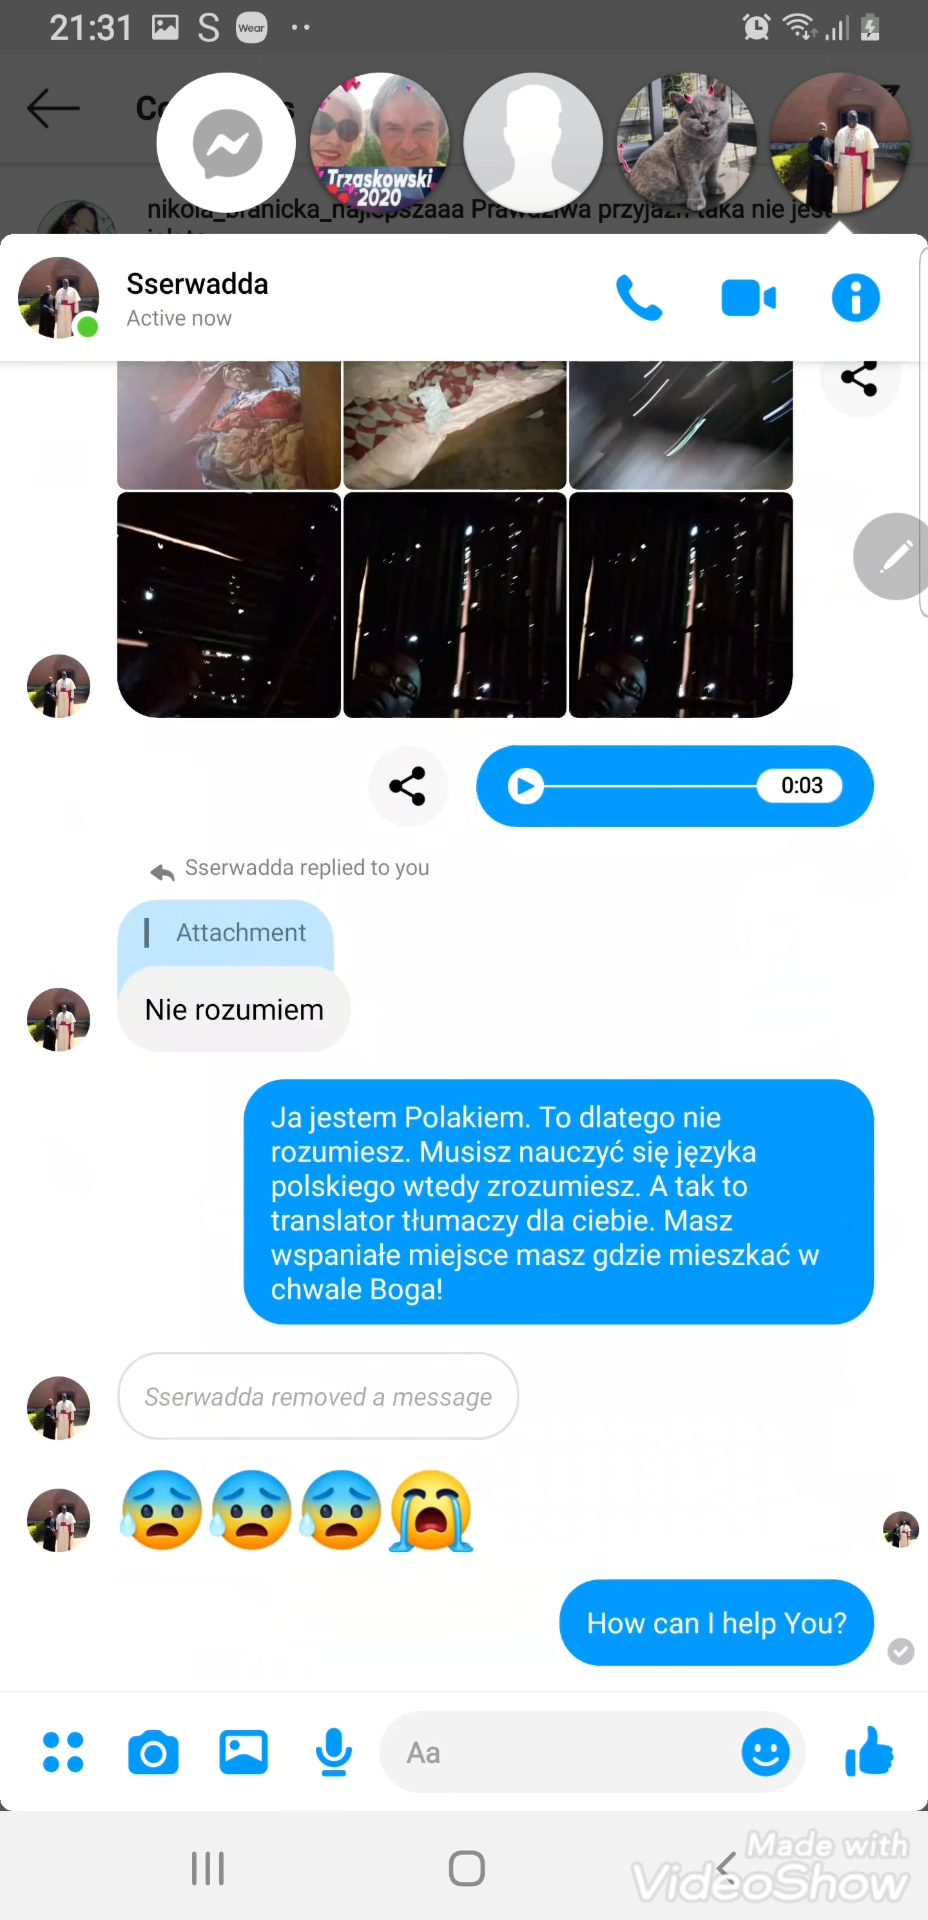 21:31
S
Wear
Trzaskowski
2020
nikola_branicka_najlepszaaa Prawdziwa przyjaźń taka nie jest
Sserwadda
Active now
0:03
Sserwadda replied to you
Attachment
Nie rozumiem
Ja jestem Polakiem. To dlatego nie
rozumiesz. Musisz nauczyć się języka
polskiego wtedy zrozumiesz. A tak to
translator tłumaczy dla ciebie. Masz
wspaniałe miejsce masz gdzie mieszkać w
chwale Boga!
Sserwadda removed a message
How can I help You?
Aa
Made with
VideoShow